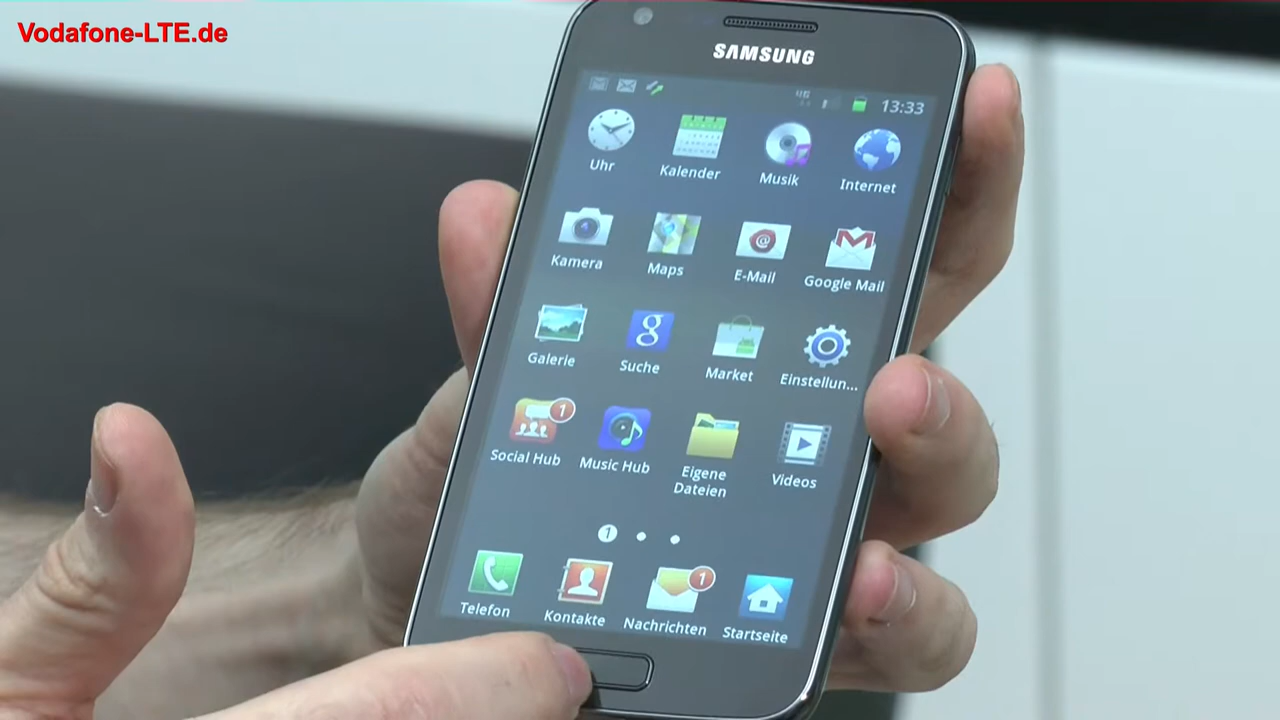 Vodafone-LTE.de
SAMSUNG
4G 13:33
Uhr Kalender Musik Internet
Kamera Maps E-Mail Google Mail
Galerie Suche Market Einstellun...
1
Social Hub Music Hub Eigene Dateien Videos
1
1
Telefon Kontakte Nachrichten Startseite